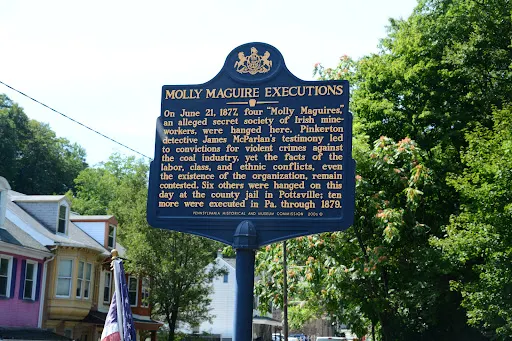 MOLLY MAGUIRE EXECUTIONS
On June 21, 1877, four "Molly Maguires,"
an alleged secret society of Irish mine-
workers, were hanged here. Pinkerton
detective James McParlan's testimony led
to convictions for violent crimes against
the coal industry, yet the facts of the
labor, class, and ethnic conflicts, even
the existence of the organization, remain
contested. Six others were hanged on this
day at the county jail in Pottsville; ten
more were executed in Pa. through 1879.
PENNSYLVANIA HISTORICAL AND MUSEUM COMMISSION 2006 ©